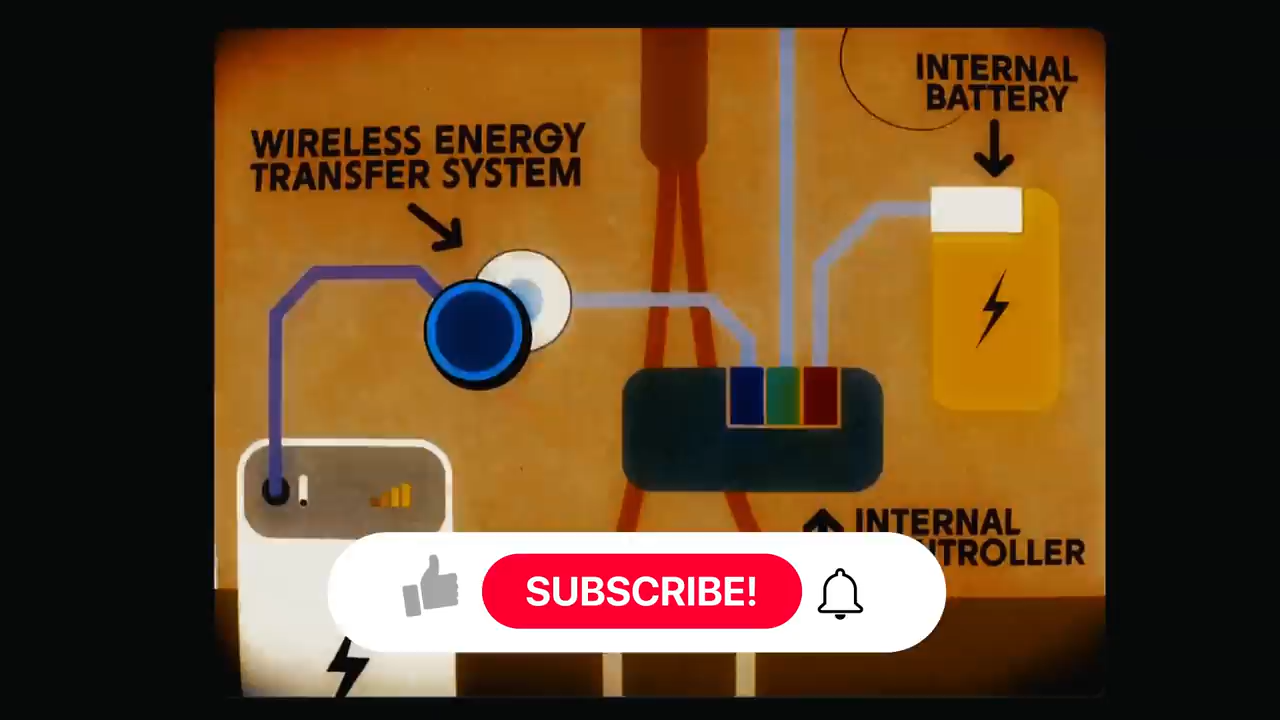 WIRELESS ENERGY
TRANSFER SYSTEM
INTERNAL
BATTERY
INTERNAL
SUBSCRIBE!